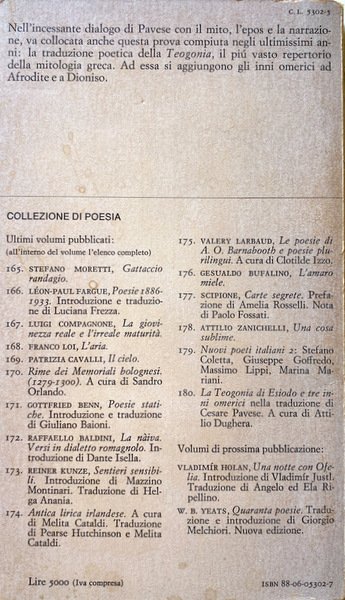 C. L. 5302-5
Nell'incessante dialogo di Pavese con il mito, l'epos e la narrazio-
ne, va collocata anche questa prova compiuta negli ultimissimi an-
ni: la traduzione poetica della Teogonia, il piú vasto repertorio
della mitologia greca. Ad essa si aggiungono gli inni omerici ad
Afrodite e a Dioniso.
COLLEZIONE DI POESIA
Ultimi volumi pubblicati:
(all'interno del volume l'elenco completo)
165. STEFANO MORETTI, Gattaccio
randagio.
166. LÉON-PAUL FARGUE, Poesie 1886-
1933. Introduzione e traduzio-
ne di Luciana Frezza.
167. LUIGI COMPAGNONE, La giovi-
nezza reale e l'irreale maturità.
168. FRANCO LOI, L'aria.
169. PATRIZIA CAVALLI, Il cielo.
170. Rime dei Memoriali bolognesi.
(1279-1300). A cura di Sandro
Orlando.
171. GOTTFRIED BENN, Poesie stati-
che. Introduzione e traduzione
di Giuliano Baioni.
172. RAFFAELLO BALDINI, La nàiva.
Versi in dialetto romagnolo. In-
troduzione di Dante Isella.
173. REINER KUNZE, Sentieri sensibi-
li. Introduzione di Mazzino
Montinari. Traduzione di Hel-
ga Anania.
174. Antica lirica irlandese. A cura
di Melita Cataldi. Traduzione
di Pearse Hutchinson e Melita
Cataldi.
175. VALERY LARBAUD, Le poesie di
A. O. Barnabooth e poesie plu-
rilingui. A cura di Clotilde Izzo.
176. GESUALDO BUFALINO, L'amaro
miele.
177. SCIPIONE, Carte segrete. Prefa-
zione di Amelia Rosselli. Nota
di Paolo Fossati.
178. ATTILIO ZANICHELLI, Una cosa
sublime.
179. Nuovi poeti italiani 2: Stefano
Coletta, Giuseppe Goffredo,
Massimo Lippi, Marina Ma-
riani.
180. La Teogonia di Esiodo e tre in-
ni omerici nella traduzione di
Cesare Pavese. A cura di Atti-
lio Dughera.
Volumi di prossima pubblicazione:
VLADIMÍR HOLAN, Una notte con Ofe-
lia. Introduzione di Vladimír Justl.
Traduzione di Angelo ed Ela Ri-
pellino.
W. B. YEATS, Quaranta poesie. Tradu-
zione e introduzione di Giorgio
Melchiori. Nuova edizione.
Lire 5000 (Iva compresa)
ISBN 88-06-05302-7